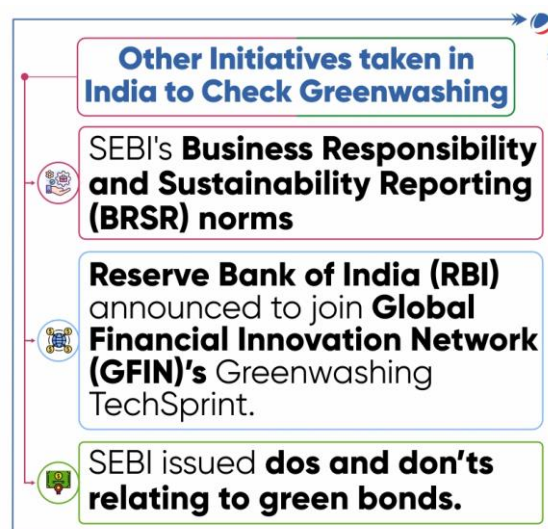 Other Initiatives taken in
India to Check Greenwashing
SEBI's Business Responsibility
and Sustainability Reporting
(BRSR) norms
Reserve Bank of India (RBI)
announced to join Global
Financial Innovation Network
(GFIN)’s Greenwashing
TechSprint.
SEBI issued dos and don’ts
relating to green bonds.